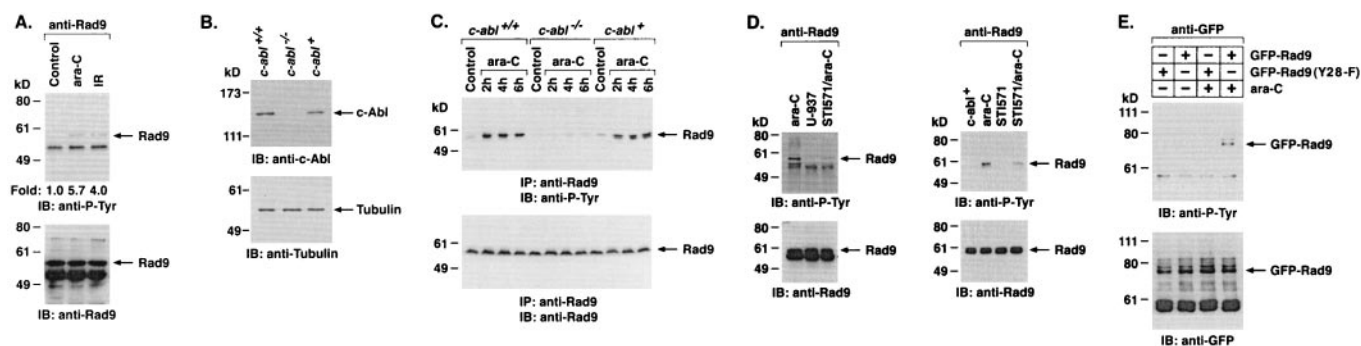 A.
anti-Rad9
Control
ara-C
IR
kD
80
61
49
Rad9
Fold: 1.0 5.7 4.0
IB: anti-P-Tyr
80
61
49
Rad9
IB: anti-Rad9
B.
c-abl+/+
c-abl-/-
c-abl+
kD
173
111
c-Abl
IB: anti-c-Abl
61
49
Tubulin
IB: anti-Tubulin
C.
c-abl+/+ c-abl-/- c-abl+
ara-C ara-C ara-C
Control 2h 4h 6h Control 2h 4h 6h Control 2h 4h 6h
kD
61
49
Rad9
IP: anti-Rad9
IB: anti-P-Tyr
61
49
Rad9
IP: anti-Rad9
IB: anti-Rad9
D.
anti-Rad9
ara-C
U-937
STI571/ara-C
kD
80
61
49
Rad9
IB: anti-P-Tyr
80
61
49
Rad9
IB: anti-Rad9
anti-Rad9
c-abl+
ara-C
STI571
STI571/ara-C
kD
80
61
49
Rad9
IB: anti-P-Tyr
80
61
49
Rad9
IB: anti-Rad9
E.
anti-GFP
− + − + GFP-Rad9
+ − + − GFP-Rad9(Y28-F)
− − + + ara-C
kD
111
80
61
GFP-Rad9
IB: anti-P-Tyr
111
80
61
GFP-Rad9
IB: anti-GFP